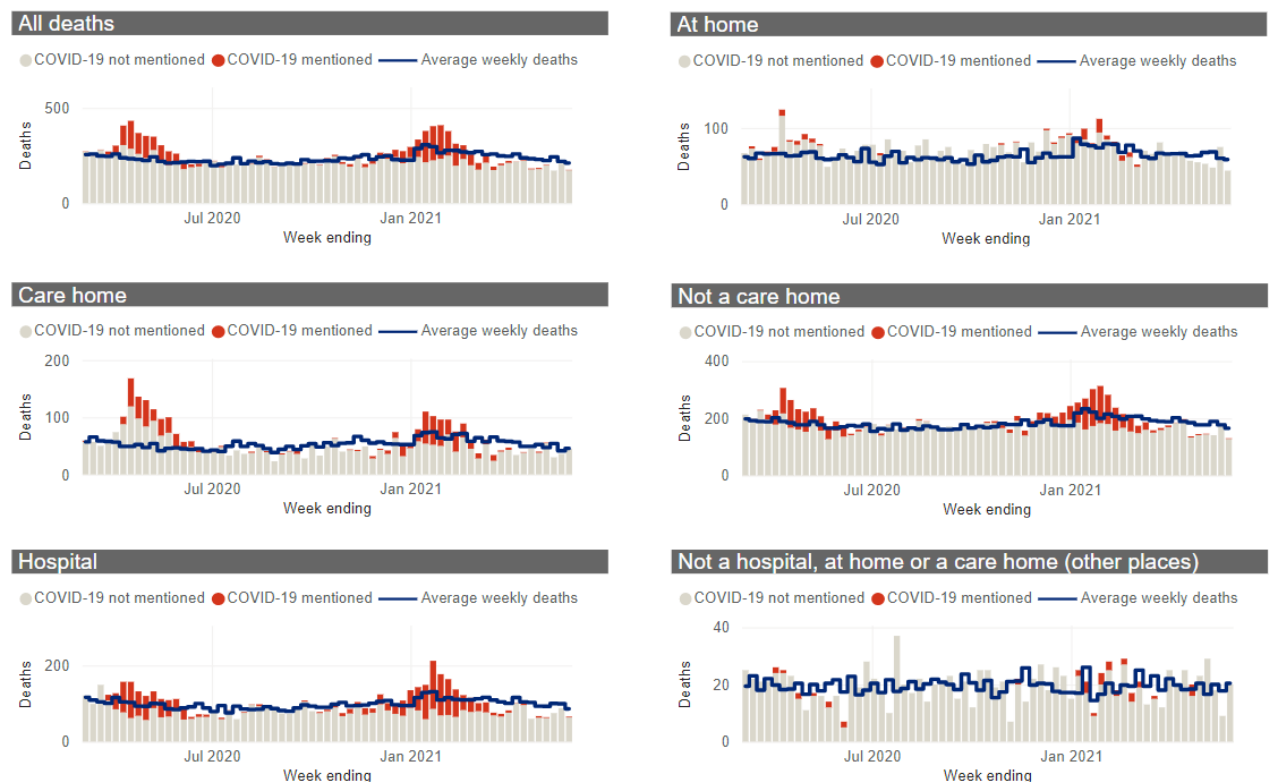 All deaths
COVID-19 not mentioned COVID-19 mentioned Average weekly deaths
500
0
Deaths
Jul 2020 Jan 2021
Week ending
At home
COVID-19 not mentioned COVID-19 mentioned Average weekly deaths
100
0
Deaths
Jul 2020 Jan 2021
Week ending
Care home
COVID-19 not mentioned COVID-19 mentioned Average weekly deaths
200
100
0
Deaths
Jul 2020 Jan 2021
Week ending
Not a care home
COVID-19 not mentioned COVID-19 mentioned Average weekly deaths
400
200
0
Deaths
Jul 2020 Jan 2021
Week ending
Hospital
COVID-19 not mentioned COVID-19 mentioned Average weekly deaths
200
0
Deaths
Jul 2020 Jan 2021
Week ending
Not a hospital, at home or a care home (other places)
COVID-19 not mentioned COVID-19 mentioned Average weekly deaths
40
20
0
Deaths
Jul 2020 Jan 2021
Week ending